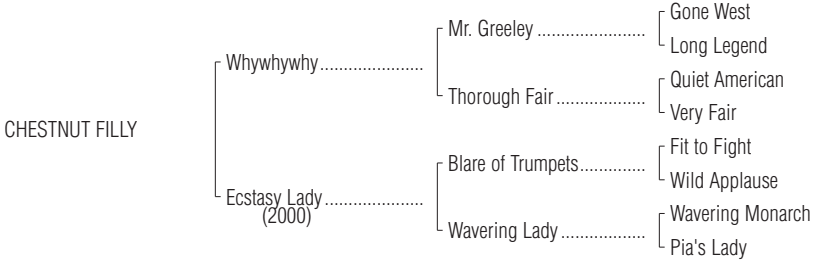 Gone West
Mr. Greeley .......................
Long Legend
Whywhywhy......................
Quiet American
Thorough Fair...................
Very Fair
CHESTNUT FILLY
Fit to Fight
Blare of Trumpets..............
Wild Applause
Ecstasy Lady.....................
(2000)
Wavering Monarch
Wavering Lady..................
Pia's Lady